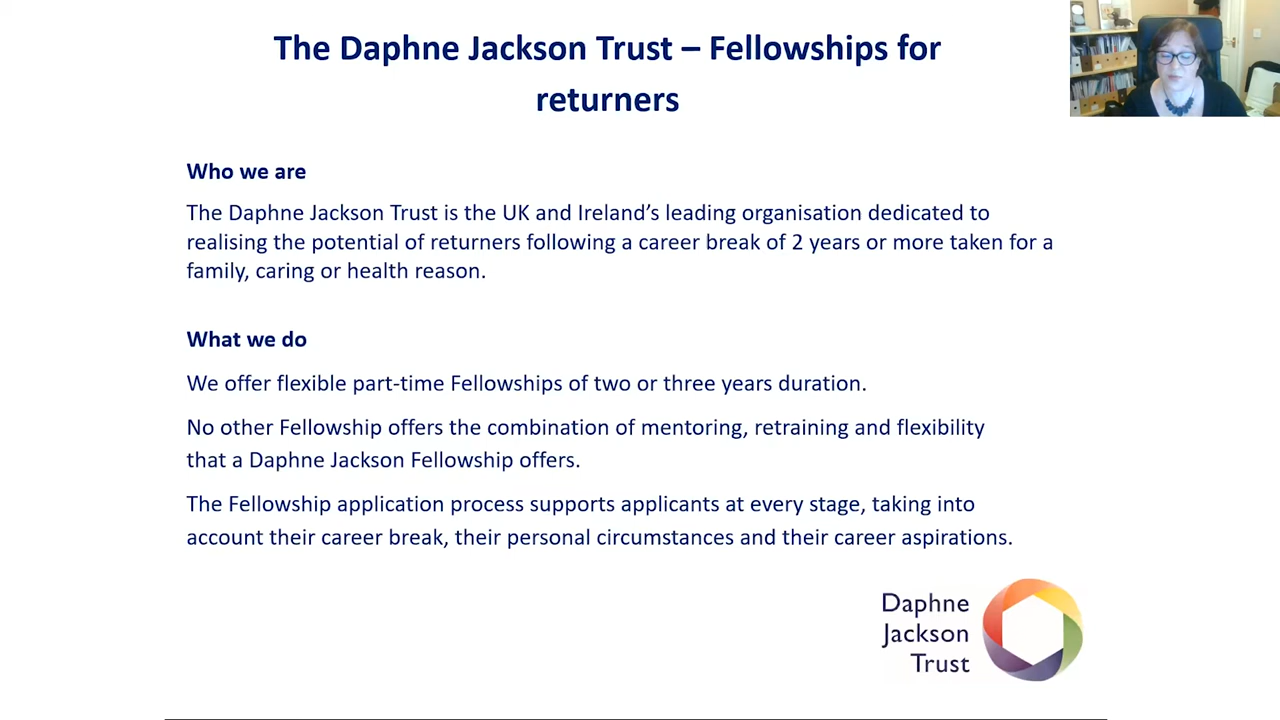 The Daphne Jackson Trust – Fellowships for
returners
Who we are
The Daphne Jackson Trust is the UK and Ireland’s leading organisation dedicated to
realising the potential of returners following a career break of 2 years or more taken for a
family, caring or health reason.
What we do
We offer flexible part-time Fellowships of two or three years duration.
No other Fellowship offers the combination of mentoring, retraining and flexibility
that a Daphne Jackson Fellowship offers.
The Fellowship application process supports applicants at every stage, taking into
account their career break, their personal circumstances and their career aspirations.
Daphne
Jackson
Trust